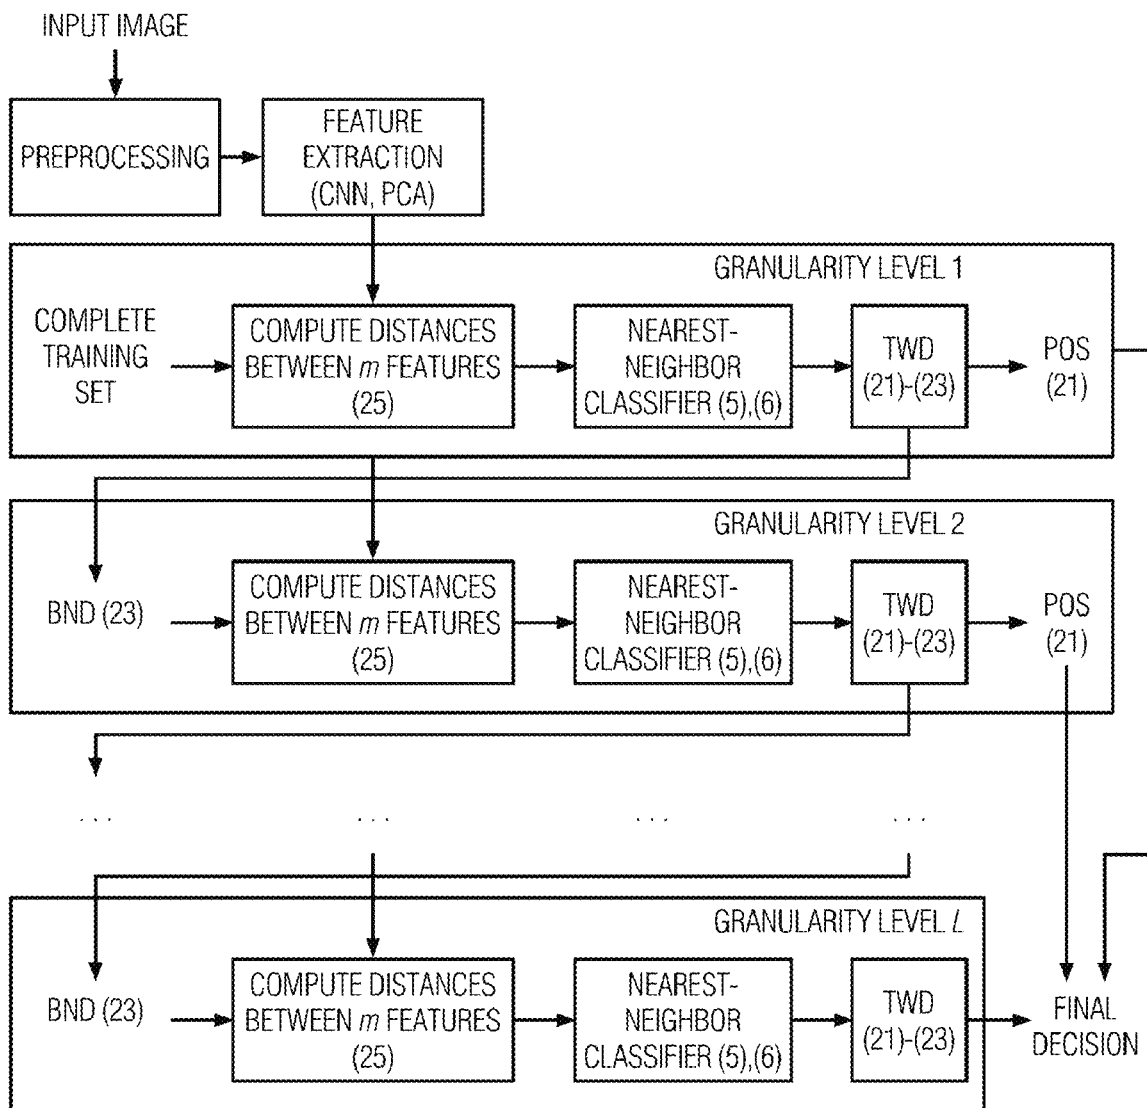 INPUT IMAGE
PREPROCESSING
FEATURE
EXTRACTION
(CNN, PCA)
GRANULARITY LEVEL 1
COMPLETE
TRAINING
SET
COMPUTE DISTANCES
BETWEEN m FEATURES
(25)
NEAREST-
NEIGHBOR
CLASSIFIER (5),(6)
TWD
(21)-(23)
POS
(21)
GRANULARITY LEVEL 2
BND (23)
COMPUTE DISTANCES
BETWEEN m FEATURES
(25)
NEAREST-
NEIGHBOR
CLASSIFIER (5),(6)
TWD
(21)-(23)
POS
(21)
... ... ... ...
GRANULARITY LEVEL L
BND (23)
COMPUTE DISTANCES
BETWEEN m FEATURES
(25)
NEAREST-
NEIGHBOR
CLASSIFIER (5),(6)
TWD
(21)-(23)
FINAL
DECISION